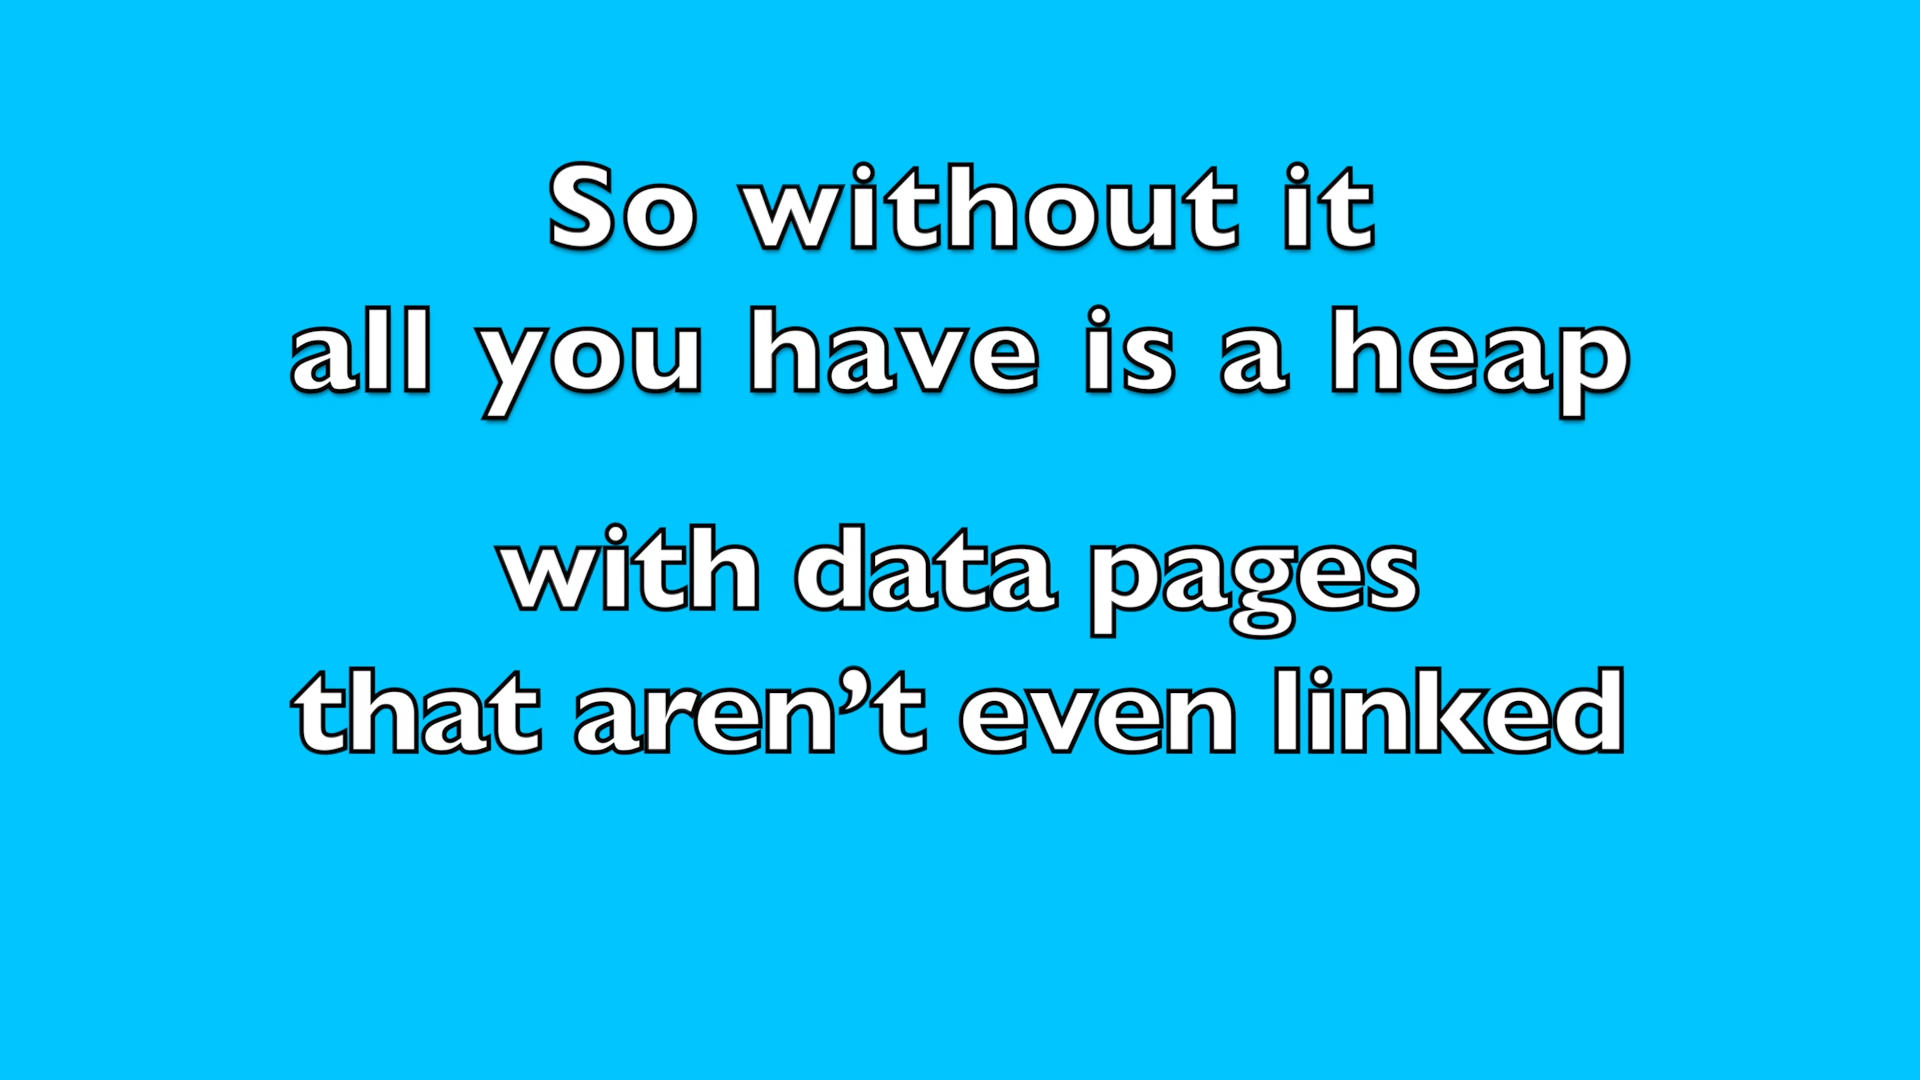 So without it
all you have is a heap
with data pages
that aren’t even linked